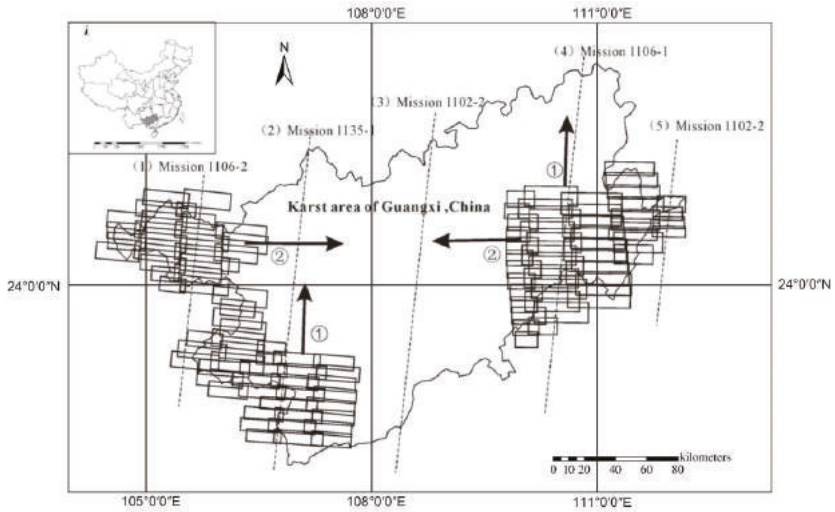 108°0'0"E
111°0'0"E
i
N
(4) Mission 1106-1
(3) Mission 1102-2
(2) Mission 1135-1
(5) Mission 1102-2
(1) Mission 1106-2
①
Karst area of Guangxi ,China
②
②
24°0'0"N
24°0'0"N
①
kilometers
0 10 20 40 60 80
105°0'0"E
108°0'0"E
111°0'0"E